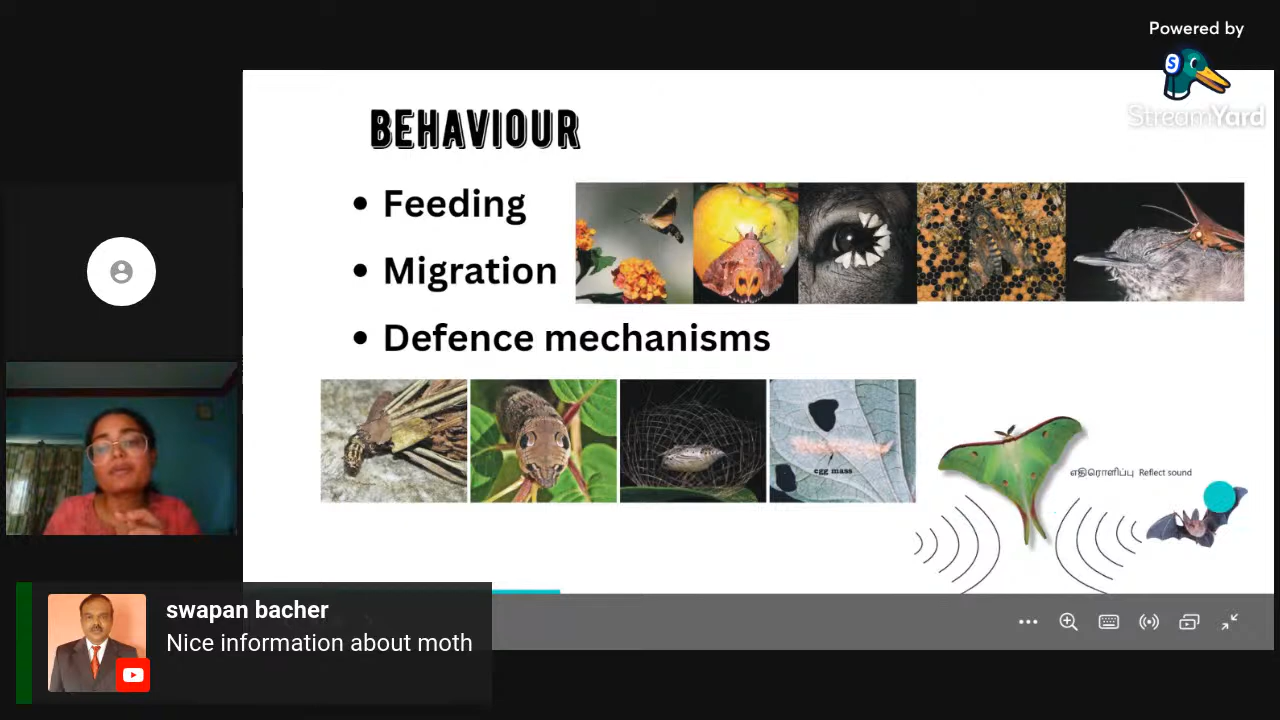 Powered by
StreamYard
BEHAVIOUR
• Feeding
• Migration
• Defence mechanisms
egg mass
எதிரொளிப்பு Reflect sound
swapan bacher
Nice information about moth